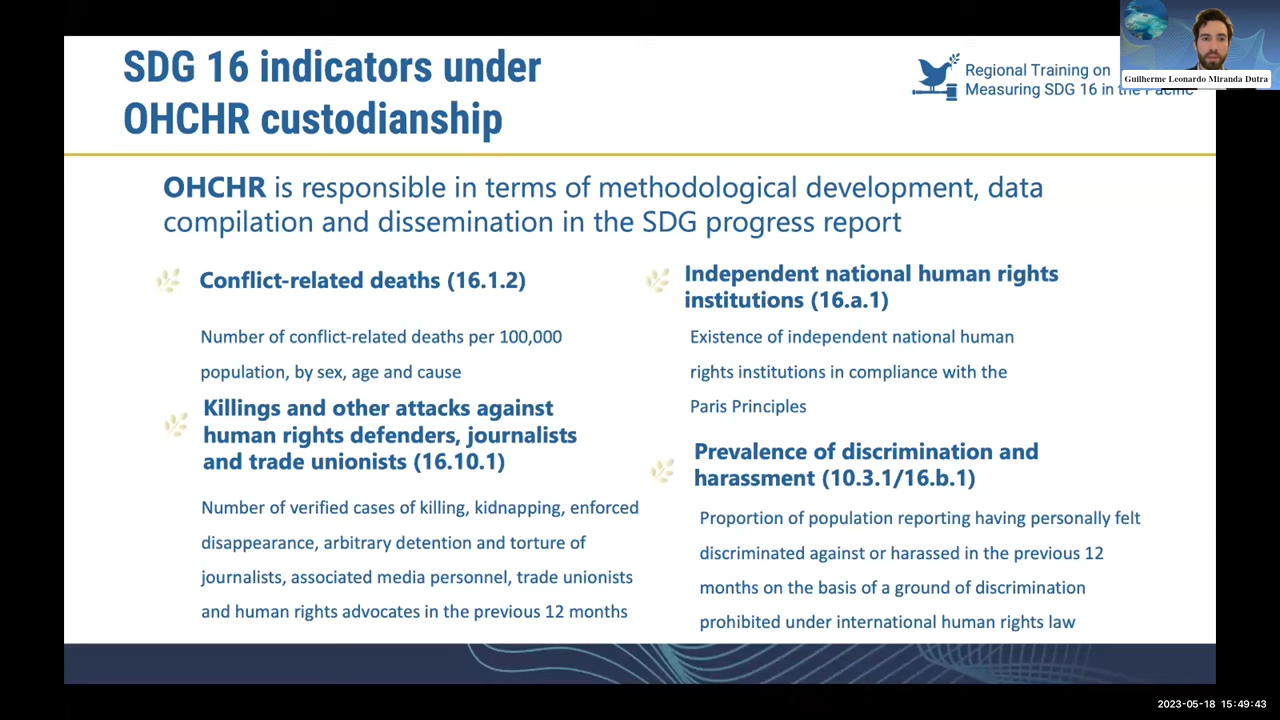 SDG 16 indicators under
OHCHR custodianship
Regional Training on
Measuring SDG 16 in the Pacific
Guilherme Leonardo Miranda Dutra
OHCHR is responsible in terms of methodological development, data
compilation and dissemination in the SDG progress report
Conflict-related deaths (16.1.2)
Number of conflict-related deaths per 100,000
population, by sex, age and cause
Killings and other attacks against
human rights defenders, journalists
and trade unionists (16.10.1)
Number of verified cases of killing, kidnapping, enforced
disappearance, arbitrary detention and torture of
journalists, associated media personnel, trade unionists
and human rights advocates in the previous 12 months
Independent national human rights
institutions (16.a.1)
Existence of independent national human
rights institutions in compliance with the
Paris Principles
Prevalence of discrimination and
harassment (10.3.1/16.b.1)
Proportion of population reporting having personally felt
discriminated against or harassed in the previous 12
months on the basis of a ground of discrimination
prohibited under international human rights law
2023-05-18 15:49:43